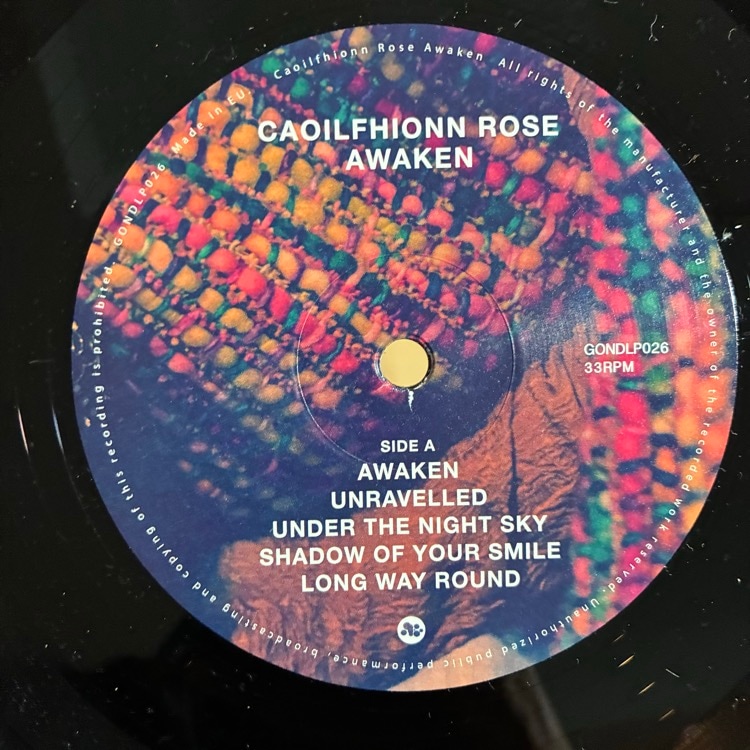 Caoilfhionn Rose Awaken All rights of the manufacturer and the owner of the recorded work reserved. Unauthorized public performance, broadcasting and copying of this recording is prohibited. GONDLP026 Made in EU.
CAOILFHIONN ROSE
AWAKEN
GONDLP026
33RPM
SIDE A
AWAKEN
UNRAVELLED
UNDER THE NIGHT SKY
SHADOW OF YOUR SMILE
LONG WAY ROUND